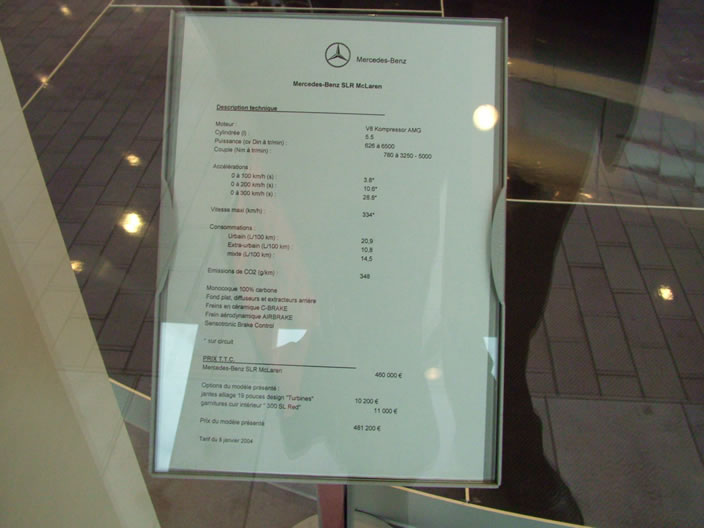 Mercedes-Benz
Mercedes-Benz SLR McLaren
Description technique
Moteur : V8 Kompressor AMG
Cylindrée (l) : 5.5
Puissance (cv Din à tr/min) : 626 à 6500
Couple (Nm à tr/min) : 780 à 3250 - 5000
Accélérations :
0 à 100 km/h (s) : 3.8*
0 à 200 km/h (s) : 10.6*
0 à 300 km/h (s) : 28.8*
Vitesse maxi (km/h) : 334*
Consommations
Urbain (L/100 km) : 20,9
Extra-urbain (L/100 km) : 10,8
mixte (L/100 km) : 14,5
Emissions de CO2 (g/km) : 348
Monocoque 100% carbone
Fond plat, diffuseurs et extracteurs arrière
Freins en céramique C-BRAKE
Frein aérodynamique AIRBRAKE
Sensotronic Brake Control
* sur circuit
PRIX T.T.C.
Mercedes-Benz SLR McLaren 460 000 €
Options du modèle présenté :
jantes alliage 19 pouces design "Turbines" 10 200 €
garnitures cuir intérieur " 300 SL Red" 11 000 €
Prix du modèle présenté 481 200 €
Tarif du 8 janvier 2004